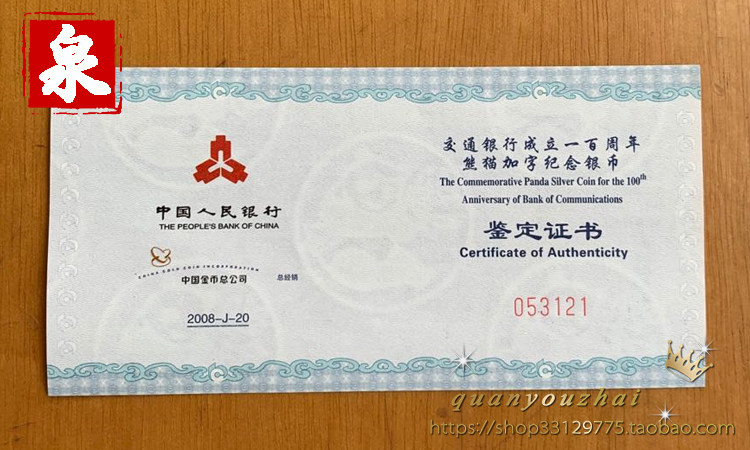 泉
中国人民银行
THE PEOPLE'S BANK OF CHINA
CHINA GOLD COIN INCORPORATION
中国金币总公司 总经销
2008-J-20
交通银行成立一百周年
熊猫加字纪念银币
The Commemorative Panda Silver Coin for the 100th
Anniversary of Bank of Communications
鉴定证书
Certificate of Authenticity
053121
quanyouzhai
https://shop33129775.taobao.com